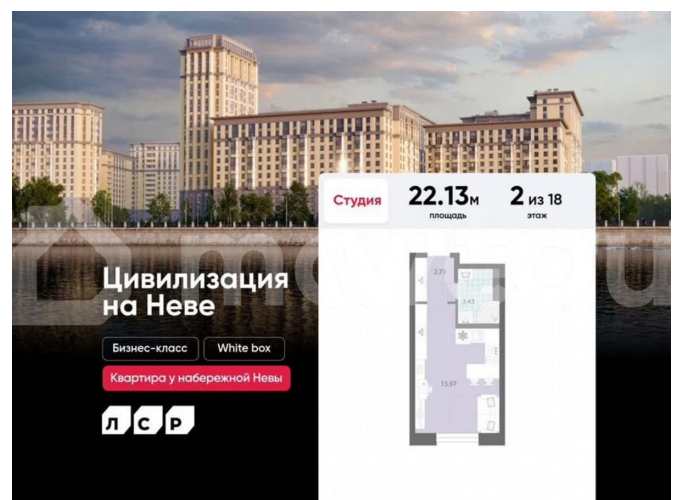 Студия
22.13м
площадь
2 из 18
этаж
Цивилизация
на Неве
Бизнес-класс
White box
Квартира у набережной Невы
ЛСР
2.73
3.43
15.97